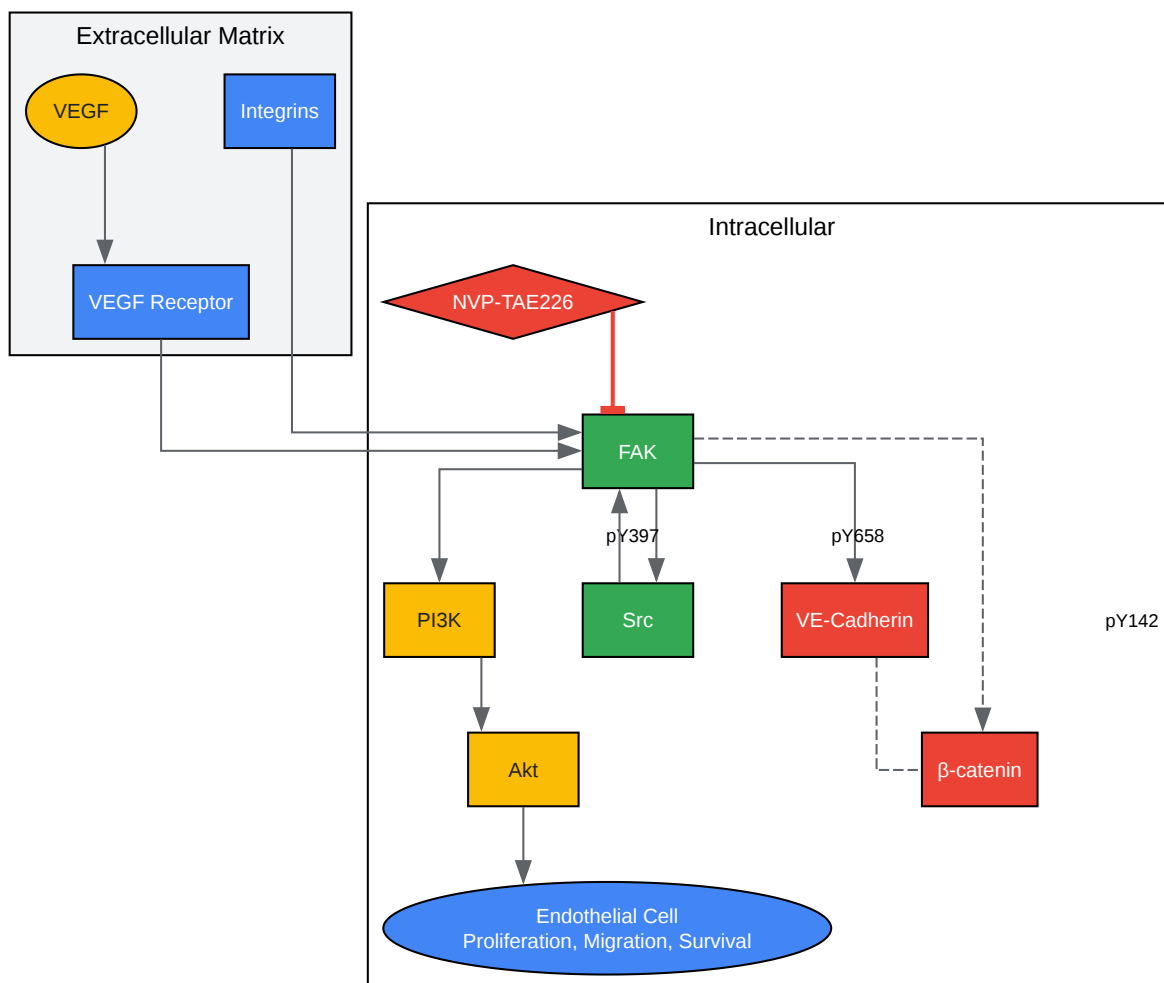 Extracellular Matrix
VEGF
Integrins
VEGF Receptor
Intracellular
NVP-TAE226
FAK
pY397
pY658
PI3K
Src
VE-Cadherin
pY142
Akt
β-catenin
Endothelial Cell
Proliferation, Migration, Survival